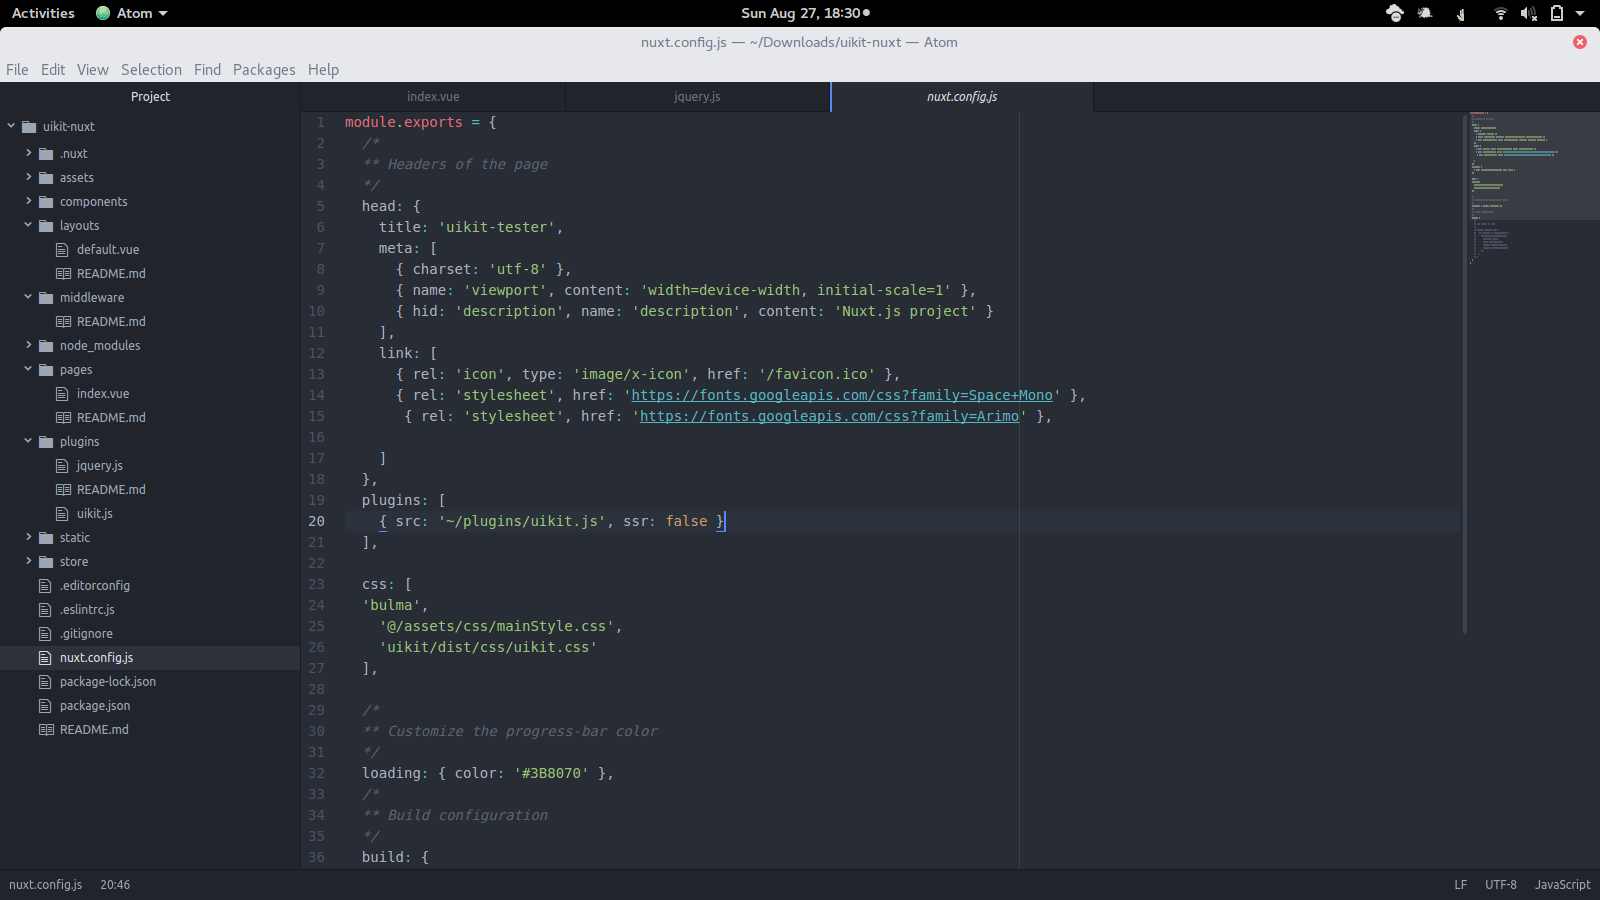 Activities Atom Sun Aug 27, 18:30
nuxt.config.js — ~/Downloads/uikit-nuxt — Atom
File Edit View Selection Find Packages Help
Project
uikit-nuxt
.nuxt
assets
components
layouts
default.vue
README.md
middleware
README.md
node_modules
pages
index.vue
README.md
plugins
jquery.js
README.md
uikit.js
static
store
.editorconfig
.eslintrc.js
.gitignore
nuxt.config.js
package-lock.json
package.json
README.md
index.vue jquery.js nuxt.config.js
1 module.exports = {
2 /*
3 ** Headers of the page
4 */
5 head: {
6 title: 'uikit-tester',
7 meta: [
8 { charset: 'utf-8' },
9 { name: 'viewport', content: 'width=device-width, initial-scale=1' },
10 { hid: 'description', name: 'description', content: 'Nuxt.js project' }
11 ],
12 link: [
13 { rel: 'icon', type: 'image/x-icon', href: '/favicon.ico' },
14 { rel: 'stylesheet', href: 'https://fonts.googleapis.com/css?family=Space+Mono' },
15 { rel: 'stylesheet', href: 'https://fonts.googleapis.com/css?family=Arimo' },
16
17 ]
18 },
19 plugins: [
20 { src: '~/plugins/uikit.js', ssr: false }
21 ],
22
23 css: [
24 'bulma',
25 '@/assets/css/mainStyle.css',
26 'uikit/dist/css/uikit.css'
27 ],
28
29 /*
30 ** Customize the progress-bar color
31 */
32 loading: { color: '#3B8070' },
33 /*
34 ** Build configuration
35 */
36 build: {
nuxt.config.js 20:46 LF UTF-8 JavaScript